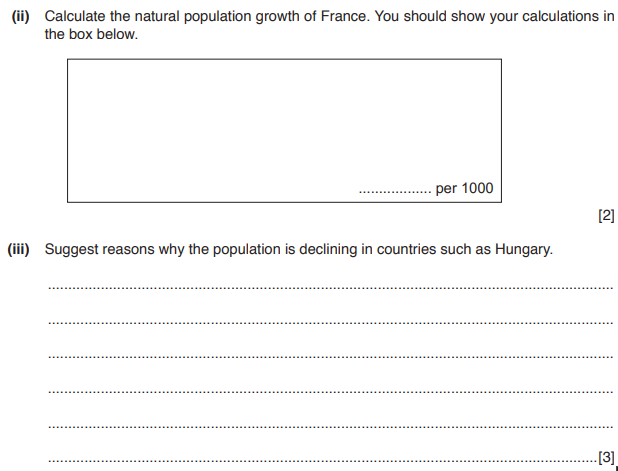 (ii) Calculate the natural population growth of France. You should show your calculations in
the box below.
.................. per 1000
[2]
(iii) Suggest reasons why the population is declining in countries such as Hungary.
[3]